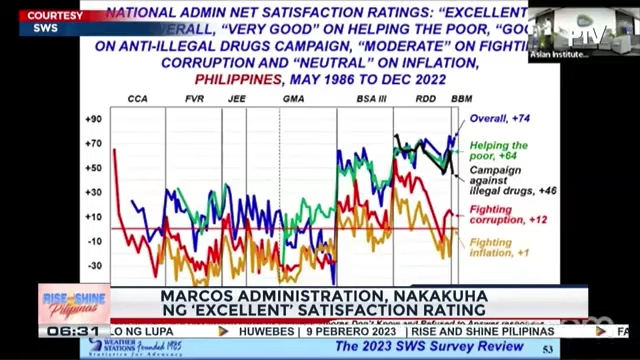 COURTESY
SWS
NATIONAL ADMIN NET SATISFACTION RATINGS: "EXCELLENT
"VERY GOOD" ON HELPING THE POOR,
ON ANTI-ILLEGAL DRUGS CAMPAIGN, "MODERATE" ON FIGHTING
CORRUPTION AND "NEUTRAL" ON INFLATION,
PHILIPPINES, MAY 1986 TO DEC 2022
PTV
Asian Institute...
CCA FVR JEE GMA BSA III RDD BBM
+90
+70
+50
+30
+10
-10
-30
Overall, +74
Helping the
poor, +64
Campaign
against
illegal drugs, +46
Fighting
corruption, +12
Fighting
inflation, +1
RISE AND SHINE
Pilipinas
MARCOS ADMINISTRATION, NAKAKUHA
NG 'EXCELLENT' SATISFACTION RATING
06:31
LO NG LUPA HUWEBES | 9 PEBRERO 2023 | RISE AND SHINE PILIPINAS
WEATHER
STATIONS Founded 1985
Statistics for Advocacy
The 2023 SWS Survey Review 53